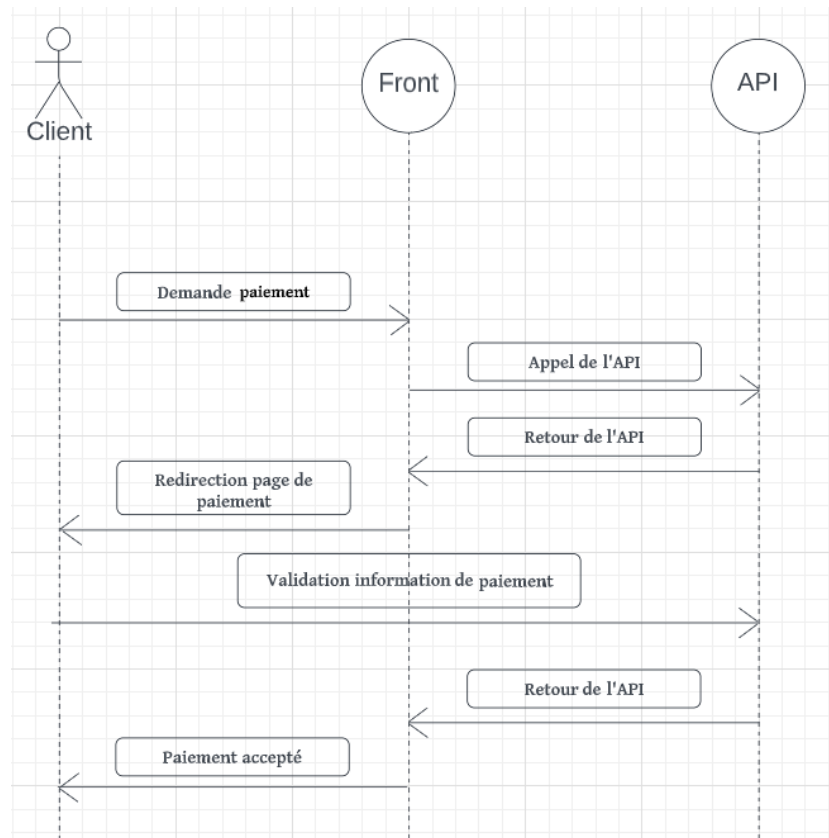 Client
Front
API
Demande paiement
Appel de l'API
Retour de l'API
Redirection page de
paiement
Validation information de paiement
Retour de l'API
Paiement accepté